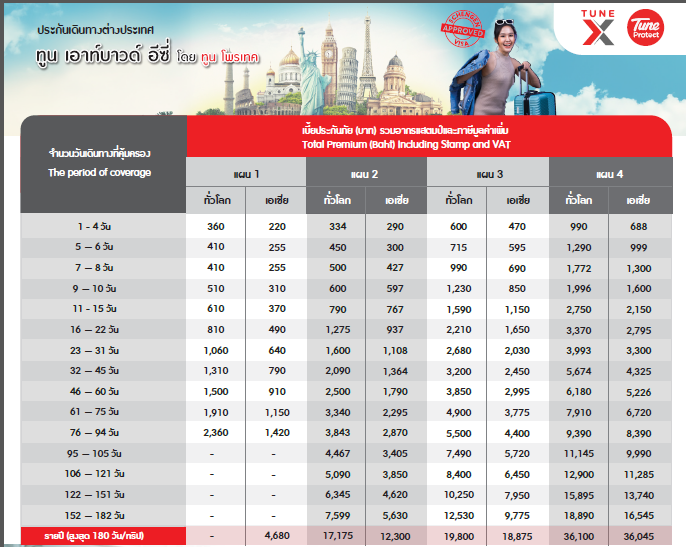 ประกันเดินทางต่างประเทศ
ทูน เอาท์บาวด์ อีซี่ โดย ทูน โพรเทค
SCHENGEN
APPROVED
VISA
TUNE
Tune
Protect
จำนวนวันเดินทางที่คุ้มครอง
The period of coverage
เบี้ยประกันภัย (บาท) รวมอากรแสตมป์และภาษีมูลค่าเพิ่ม
Total Premium (Baht) Including Stamp and VAT
แผน 1 แผน 2 แผน 3 แผน 4
ทั่วโลก เอเชีย ทั่วโลก เอเชีย ทั่วโลก เอเชีย ทั่วโลก เอเชีย
1 - 4 วัน 360 220 334 290 600 470 990 688
5 – 6 วัน 410 255 450 300 715 595 1,290 999
7 – 8 วัน 410 255 500 427 990 690 1,772 1,300
9 – 10 วัน 510 310 600 597 1,230 850 1,996 1,600
11 - 15 วัน 610 370 790 767 1,590 1,150 2,750 2,150
16 – 22 วัน 810 490 1,275 937 2,210 1,650 3,370 2,795
23 – 31 วัน 1,060 640 1,600 1,108 2,680 2,030 3,993 3,300
32 – 45 วัน 1,310 790 2,090 1,364 3,200 2,450 5,674 4,325
46 – 60 วัน 1,500 910 2,500 1,790 3,850 2,995 6,180 5,226
61 – 75 วัน 1,910 1,150 3,340 2,295 4,900 3,775 7,910 6,720
76 – 94 วัน 2,360 1,420 3,843 2,870 5,500 4,400 9,390 8,390
95 – 105 วัน - - 4,467 3,405 7,490 5,720 11,145 9,990
106 – 121 วัน - - 5,090 3,850 8,400 6,450 12,900 11,285
122 – 151 วัน - - 6,345 4,620 10,250 7,950 15,895 13,740
152 – 182 วัน - - 7,599 5,630 12,530 9,775 18,890 16,545
รายปี (สูงสุด 180 วัน/ทริป) - 4,680 17,175 12,300 19,800 18,875 36,100 36,045